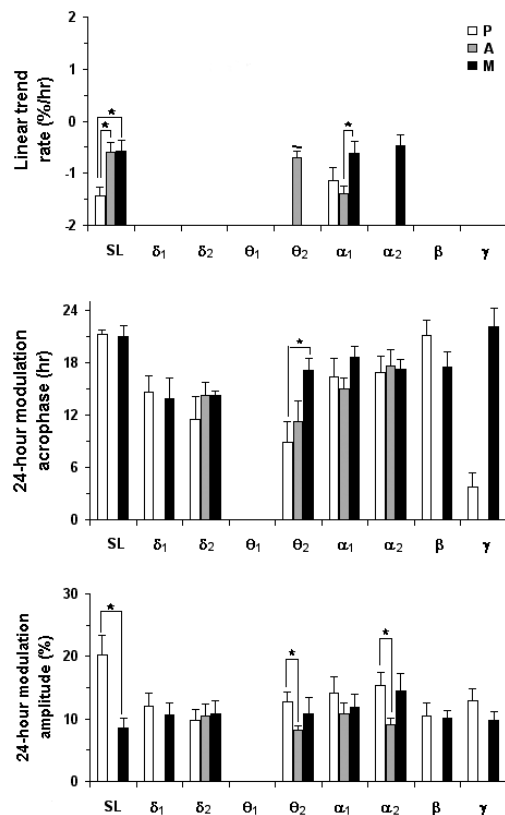 P
A
M
Linear trend
rate (%/hr)
2
1
0
-1
-2
* * ~ *
SL δ1 δ2 θ1 θ2 α1 α2 β γ
24-hour modulation
acrophase (hr)
24
18
12
6
0
*
SL δ1 δ2 θ1 θ2 α1 α2 β γ
24-hour modulation
amplitude (%)
30
20
10
0
* * *
SL δ1 δ2 θ1 θ2 α1 α2 β γ